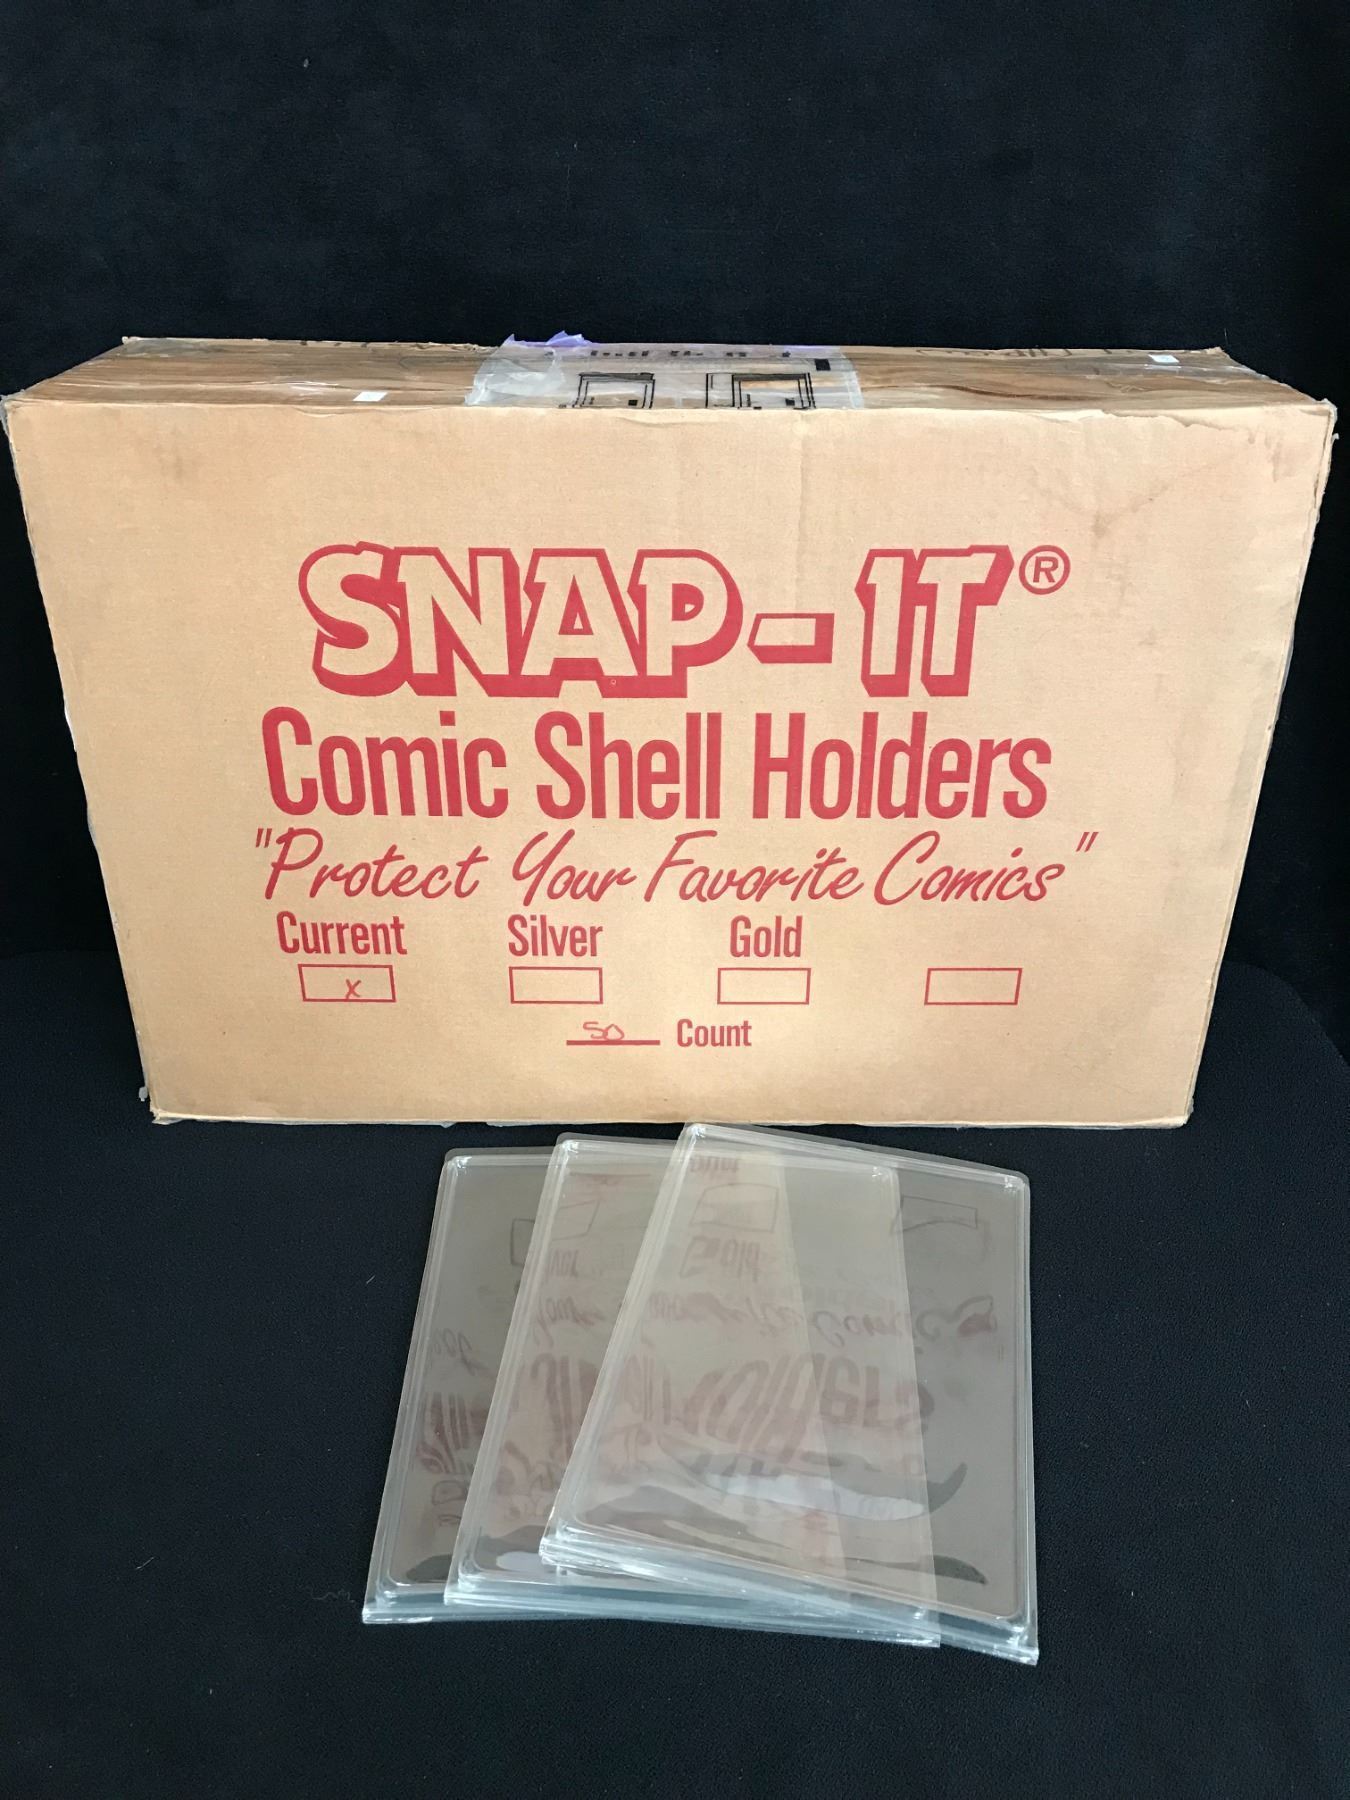 SNAP-IT®
Comic Shell Holders
"Protect Your Favorite Comics"
Current Silver Gold
X
50 Count